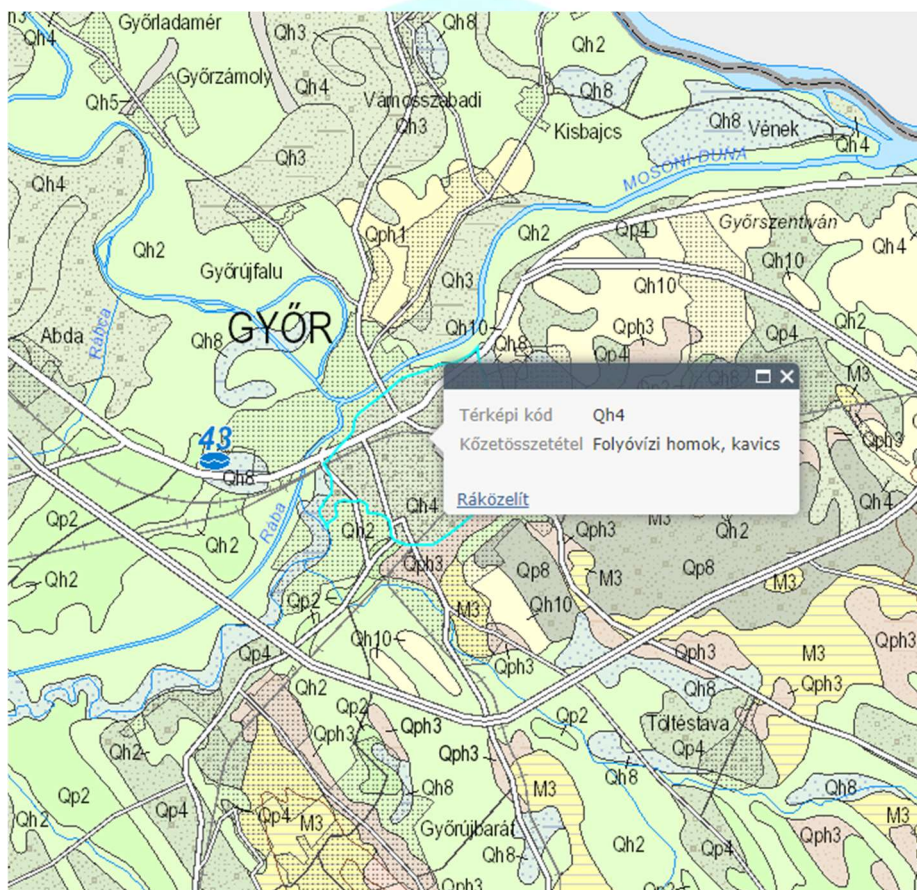 Győrladamér
Qh4
Qh3
Qh8
Qh2
Győrzámoly
Qh4
Vámosszabadi
Qh8
Qh5
Qh3
Kisbajcs
Qh8 Vének
Qh3
Qh4
Qh4
MOSONI-DUNA
Qph1
Qh2
Qp4
Győrszentiván
Qh4
Qh2
Győrújfalu
Qh3
Qh10
Qh10
GYŐR
Qh10
Qph3
Qp4
Qh2
Abda
Rábca
Qh8
Qh8
Qp4
M3
Térképi kód Qh4
Kőzetösszetétel Folyóvízi homok, kavics
Ráközelít
43
Qh8
Qph3
Qh4
Qp2
Rába
Qh4
Qh2
Qh2
M3
Qh2
Qh2
Qph3
Qph3
Qp8
M3
Qp8
M3
Qp2
M3
Qh10
Qh10
Qph3
Qph3
M3
Qph3
Qp4
Qh2
Qh8
Qph3
Qp2
Qph3
Qph3
Qp2
Töltéstava
Qh2
Qph3
Qp4
Qp2
Qh8
M3
Qh8
Qh8
Qp4
Qp4
M3
Qph3
M3
Qh2
Győrújbarát
Qh8
Qh2
Qp4
Qph3
Qp2